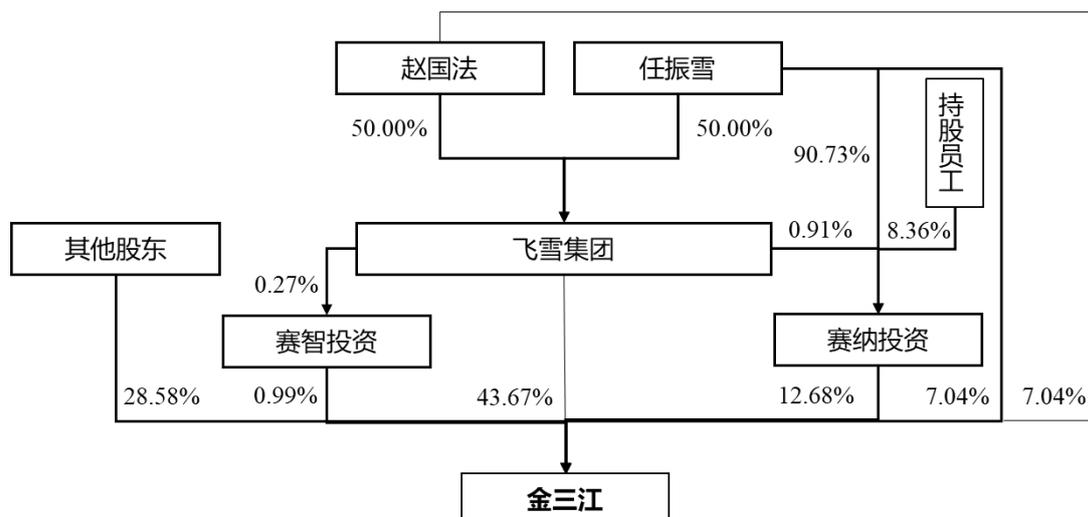 赵国法
任振雪
持股员工
50.00%
50.00%
90.73%
其他股东
飞雪集团
0.91%
8.36%
0.27%
赛智投资
赛纳投资
28.58%
0.99%
43.67%
12.68%
7.04%
7.04%
金三江